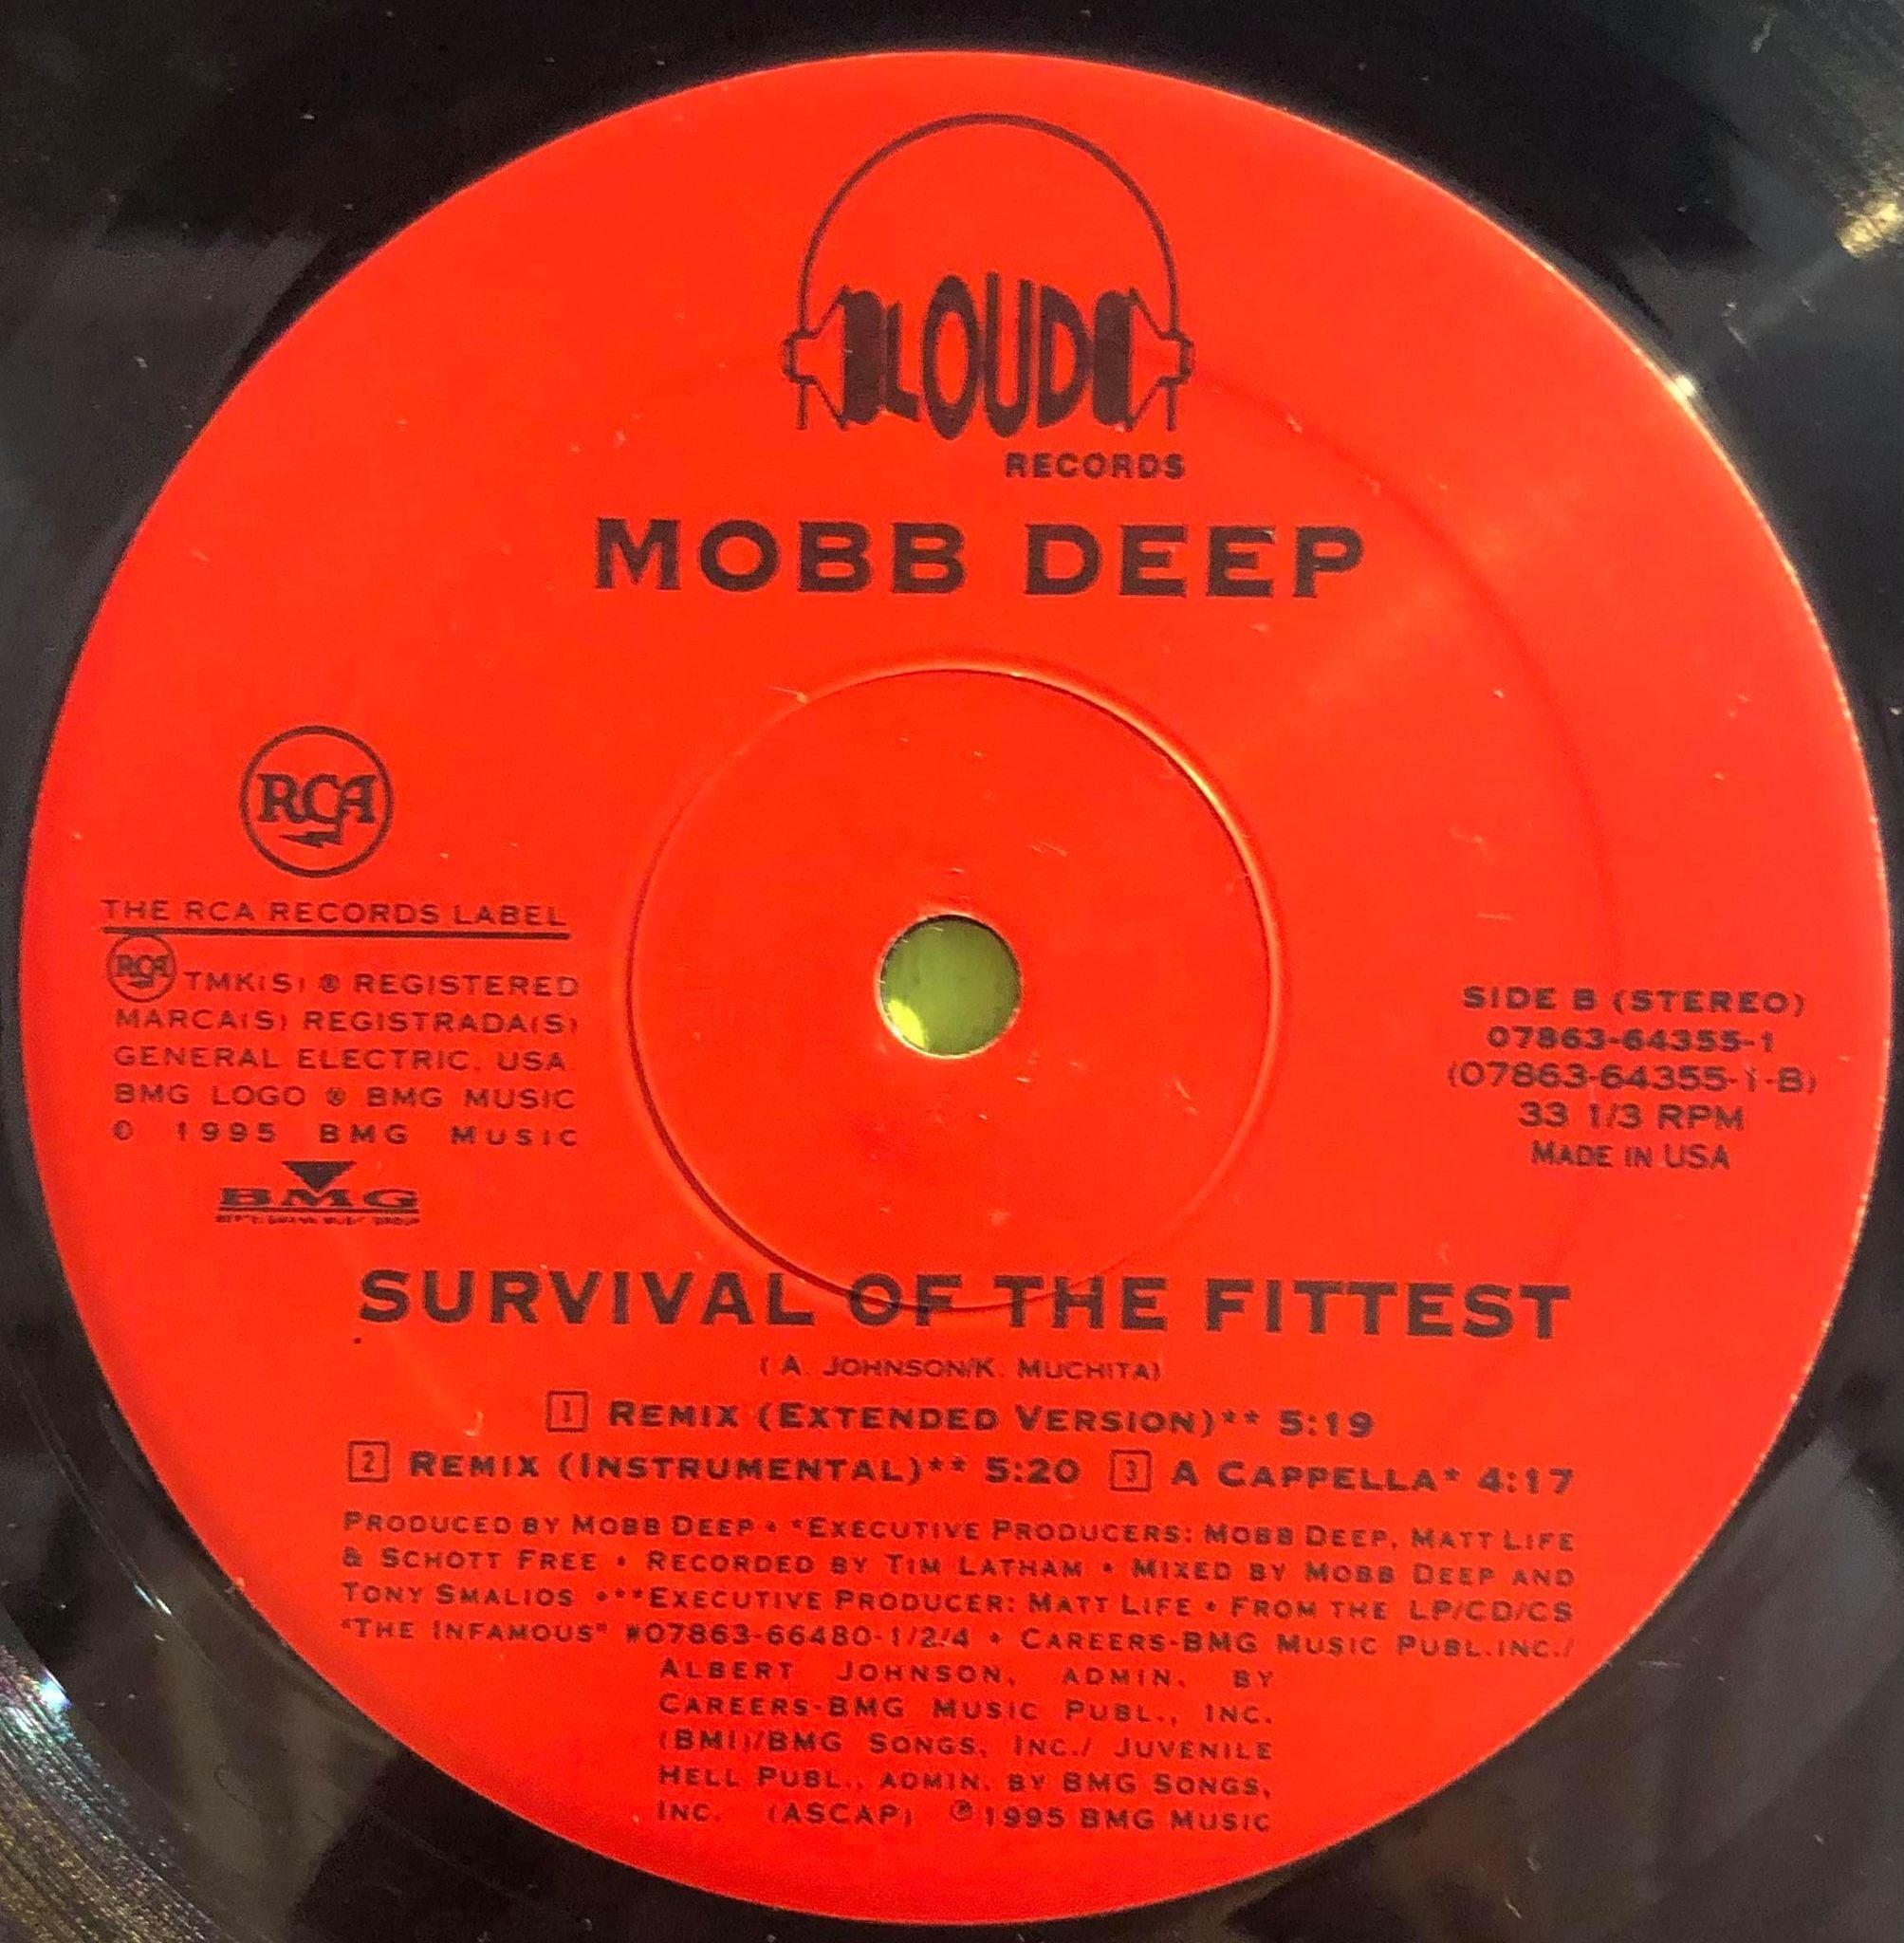 LOUD
RECORDS
MOBB DEEP
RCA
THE RCA RECORDS LABEL
RCA TMK(S) ® REGISTERED
MARCA(S) REGISTRADA(S)
GENERAL ELECTRIC, USA
BMG LOGO ® BMG MUSIC
© 1995 BMG MUSIC
BMG
SIDE B (STEREO)
07863-64355-1
(07863-64355-1-B)
33 1/3 RPM
MADE IN USA
SURVIVAL OF THE FITTEST
( A. JOHNSON/K. MUCHITA)
1 REMIX (EXTENDED VERSION)** 5:19
2 REMIX (INSTRUMENTAL)** 5:20 3 A CAPPELLA* 4:17
PRODUCED BY MOBB DEEP • *EXECUTIVE PRODUCERS: MOBB DEEP, MATT LIFE
& SCHOTT FREE • RECORDED BY TIM LATHAM • MIXED BY MOBB DEEP AND
TONY SMALIOS •**EXECUTIVE PRODUCER: MATT LIFE • FROM THE LP/CD/CS
"THE INFAMOUS" #07863-66480-1/2/4 • CAREERS-BMG MUSIC PUBL.INC./
ALBERT JOHNSON, ADMIN. BY
CAREERS-BMG MUSIC PUBL., INC.
(BMI)/BMG SONGS, INC./ JUVENILE
HELL PUBL., ADMIN. BY BMG SONGS,
INC. (ASCAP) ℗1995 BMG MUSIC